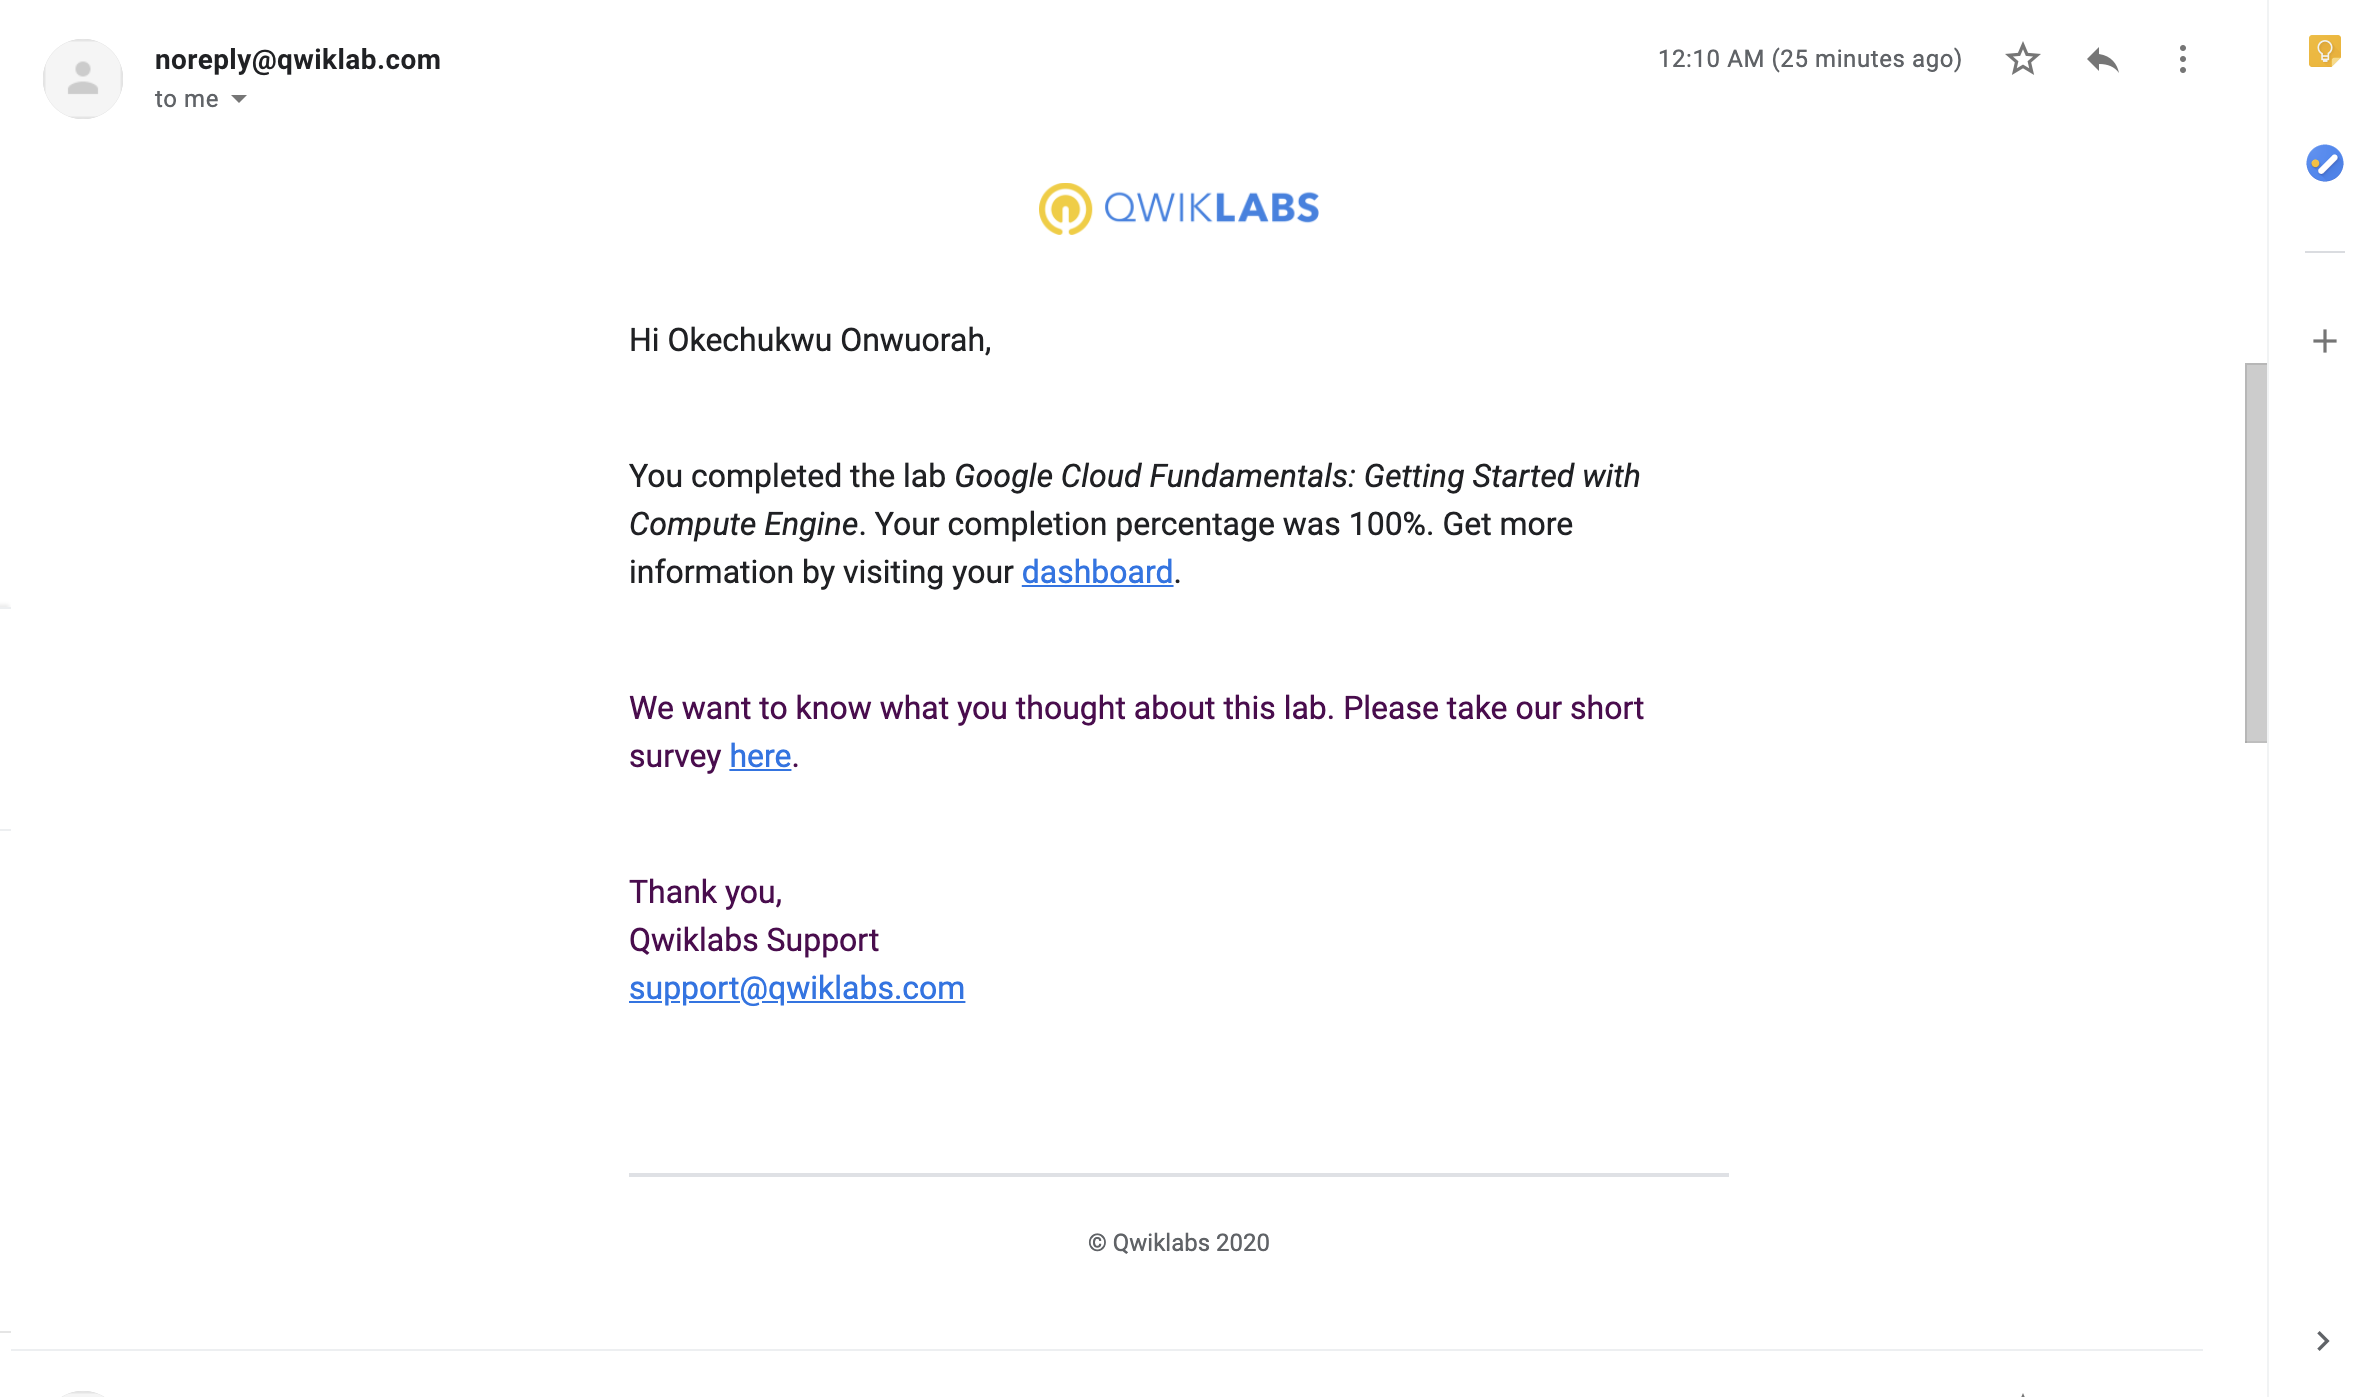 noreply@qwiklab.com
12:10 AM (25 minutes ago)
to me
QWIKLABS
Hi Okechukwu Onwuorah,
You completed the lab Google Cloud Fundamentals: Getting Started with
Compute Engine. Your completion percentage was 100%. Get more
information by visiting your dashboard.
We want to know what you thought about this lab. Please take our short
survey here.
Thank you,
Qwiklabs Support
support@qwiklabs.com
© Qwiklabs 2020